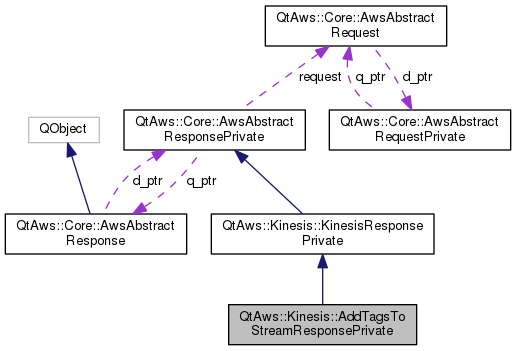 QtAws::Core::AwsAbstract
Request
request
q_ptr
d_ptr
QObject
QtAws::Core::AwsAbstract
ResponsePrivate
QtAws::Core::AwsAbstract
RequestPrivate
d_ptr
q_ptr
QtAws::Core::AwsAbstract
Response
QtAws::Kinesis::KinesisResponse
Private
QtAws::Kinesis::AddTagsTo
StreamResponsePrivate